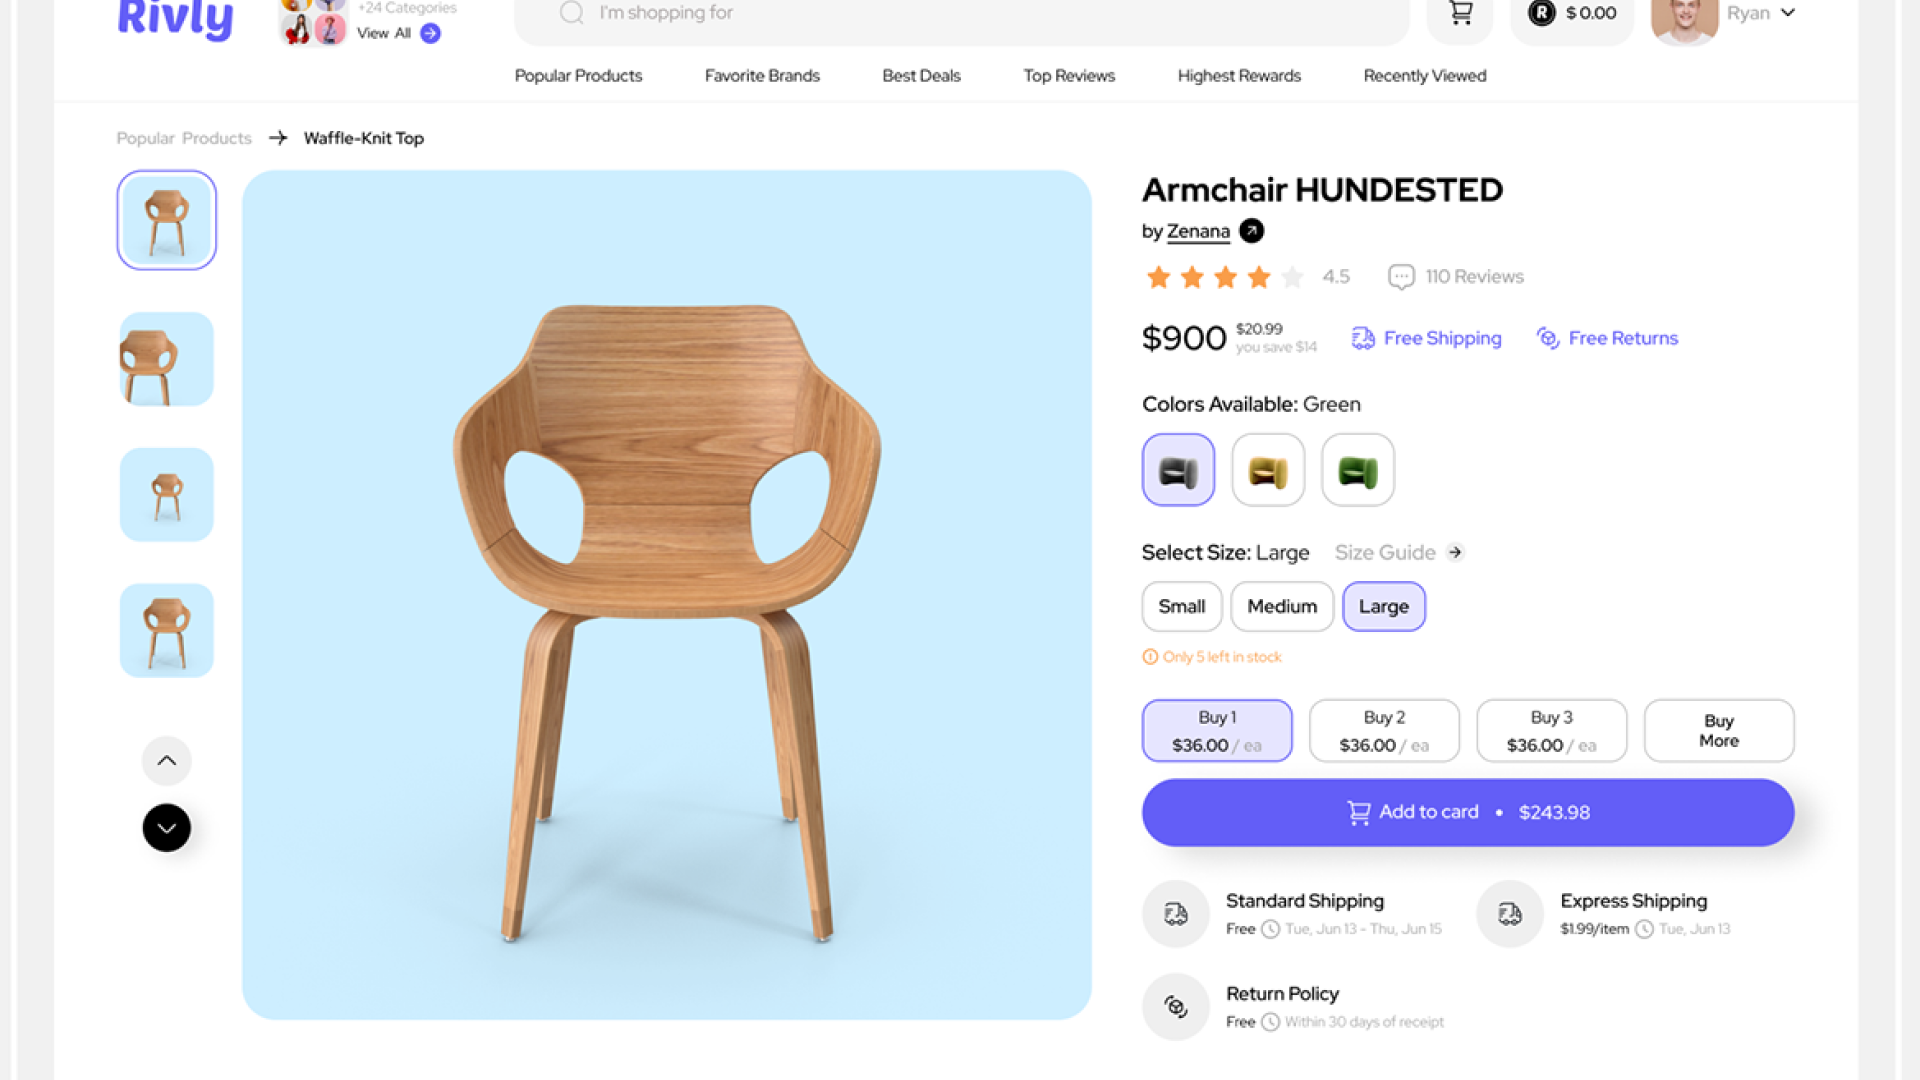 Rivly
+24 Categories
View All
I'm shopping for
R $ 0.00
Ryan
Popular Products
Favorite Brands
Best Deals
Top Reviews
Highest Rewards
Recently Viewed
Popular Products → Waffle-Knit Top
Armchair HUNDESTED
by Zenana
4.5
110 Reviews
$900
$20.99
you save $14
Free Shipping
Free Returns
Colors Available: Green
Select Size: Large
Size Guide
Small
Medium
Large
Only 5 left in stock
Buy 1
$36.00 / ea
Buy 2
$36.00 / ea
Buy 3
$36.00 / ea
Buy
More
Add to card • $243.98
Standard Shipping
Free Tue, Jun 13 - Thu, Jun 15
Express Shipping
$1.99/item Tue, Jun 13
Return Policy
Free Within 30 days of receipt